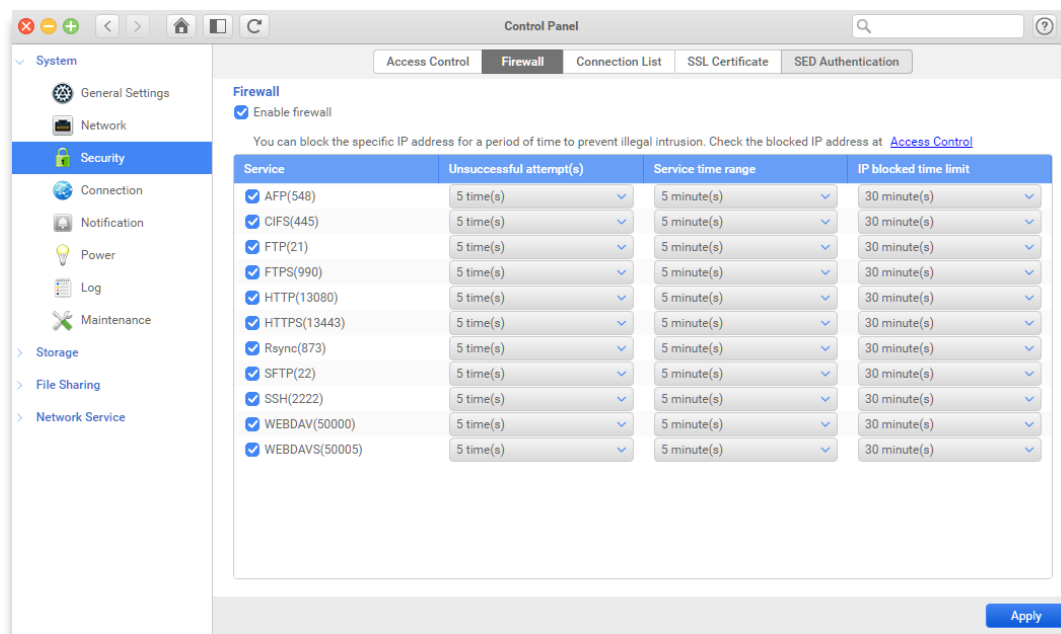 Control Panel
?
System
General Settings
Network
Security
Connection
Notification
Power
Log
Maintenance
Storage
File Sharing
Network Service
Access Control Firewall Connection List SSL Certificate SED Authentication
Firewall
Enable firewall
You can block the specific IP address for a period of time to prevent illegal intrusion. Check the blocked IP address at Access Control
Service Unsuccessful attempt(s) Service time range IP blocked time limit
AFP(548) 5 time(s) 5 minute(s) 30 minute(s)
CIFS(445) 5 time(s) 5 minute(s) 30 minute(s)
FTP(21) 5 time(s) 5 minute(s) 30 minute(s)
FTPS(990) 5 time(s) 5 minute(s) 30 minute(s)
HTTP(13080) 5 time(s) 5 minute(s) 30 minute(s)
HTTPS(13443) 5 time(s) 5 minute(s) 30 minute(s)
Rsync(873) 5 time(s) 5 minute(s) 30 minute(s)
SFTP(22) 5 time(s) 5 minute(s) 30 minute(s)
SSH(2222) 5 time(s) 5 minute(s) 30 minute(s)
WEBDAV(50000) 5 time(s) 5 minute(s) 30 minute(s)
WEBDAVS(50005) 5 time(s) 5 minute(s) 30 minute(s)
Apply